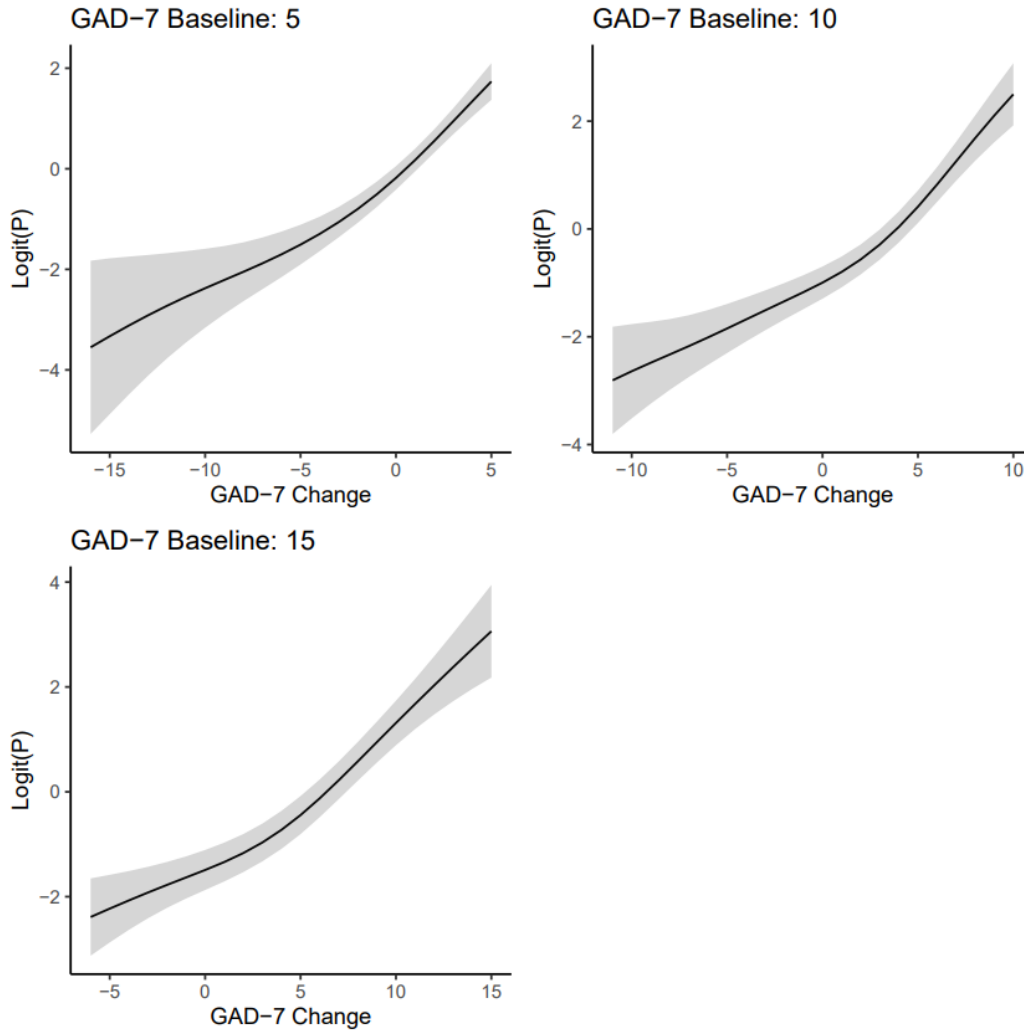 GAD−7 Baseline: 5
2
0
−2
−4
Logit(P)
−15 −10 −5 0 5
GAD−7 Change
GAD−7 Baseline: 10
2
0
−2
−4
Logit(P)
−10 −5 0 5 10
GAD−7 Change
GAD−7 Baseline: 15
4
2
0
−2
Logit(P)
−5 0 5 10 15
GAD−7 Change